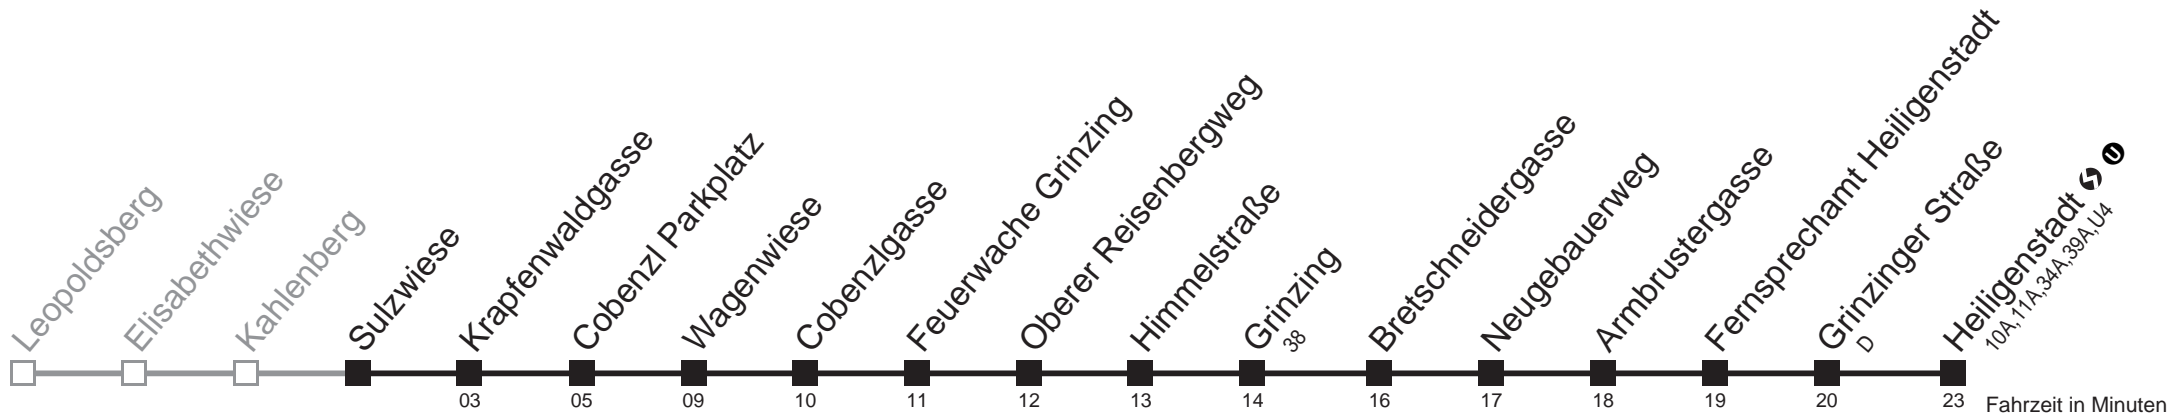 Leopoldsberg
Elisabethwiese
Kahlenberg
Sulzwiese
Krapfenwaldgasse
Cobenzl Parkplatz
Wagenwiese
Cobenzlgasse
Feuerwache Grinzing
Oberer Reisenbergweg
Himmelstraße
Grinzing
38
Bretschneidergasse
Neugebauerweg
Armbrustergasse
Fernsprechamt Heiligenstadt
Grinzinger Straße
D
Heiligenstadt S U
10A,11A,34A,39A,U4
03 05 09 10 11 12 13 14 16 17 18 19 20 23 Fahrzeit in Minuten